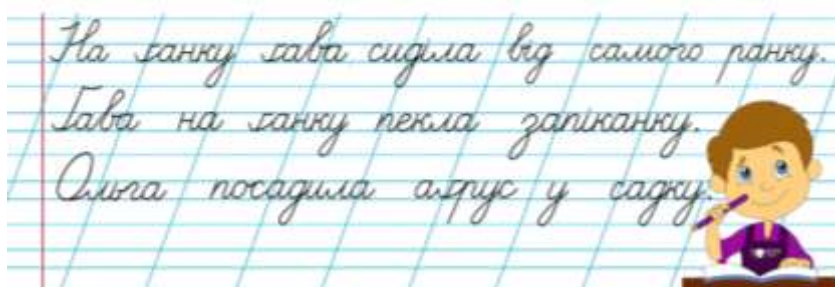 На ґанку ґава сиділа від самого ранку.
Ґава на ґанку пекла запіканку.
Ольга посадила аґрус у садку.